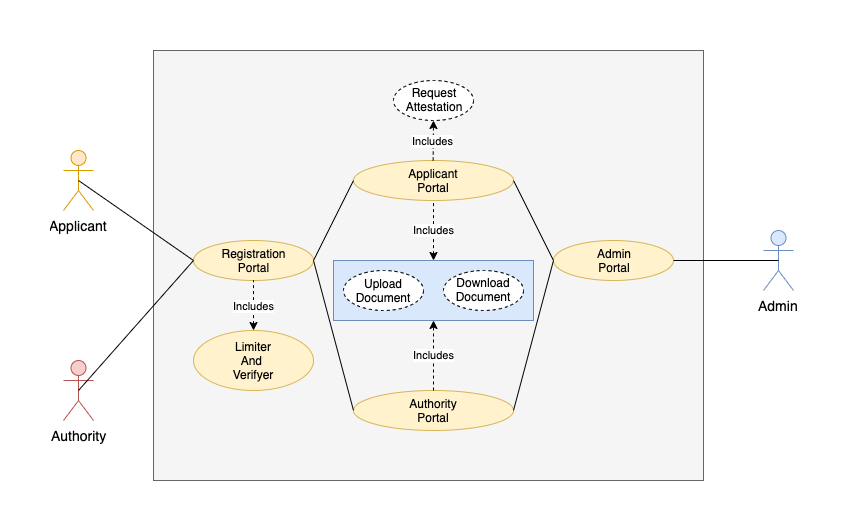 Request
Attestation
Includes
Applicant
Portal
Applicant
Includes
Registration
Portal
Admin
Portal
Upload
Document
Download
Document
Includes
Admin
Limiter
And
Verifyer
Includes
Authority
Portal
Authority